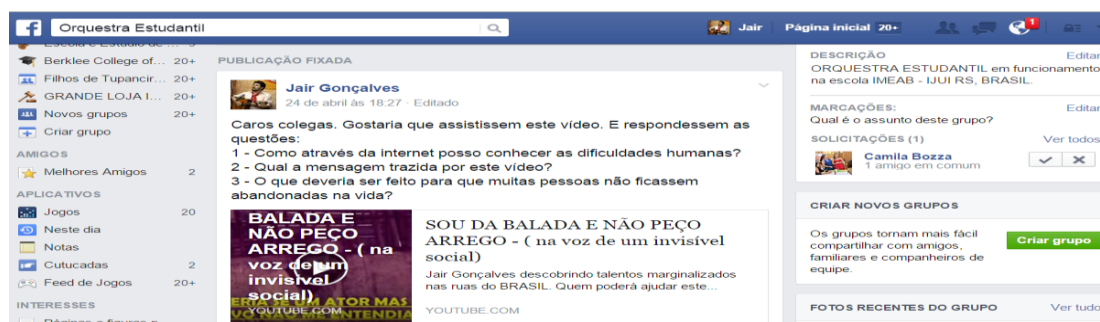 f Orquestra Estudantil
Jair Página inicial 20+ 1
Berklee College of... 20+
Filhos de Tupancir... 20+
GRANDE LOJA I... 20+
Novos grupos 20+
Criar grupo
AMIGOS
Melhores Amigos 2
APLICATIVOS
Jogos 20
Neste dia
Notas
Cutucadas 2
Feed de Jogos 20+
INTERESSES
PUBLICAÇÃO FIXADA
Jair Gonçalves
24 de abril às 18:27 · Editado
Caros colegas. Gostaria que assistissem este vídeo. E respondessem as
questões:
1 - Como através da internet posso conhecer as dificuldades humanas?
2 - Qual a mensagem trazida por este vídeo?
3 - O que deveria ser feito para que muitas pessoas não ficassem
abandonadas na vida?
BALADA E
NÃO PEÇO
ARREGO - ( na
voz de um
invisível
social)
ERIA SE UM ATOR MAS
YOUTUBE.COM
SOU DA BALADA E NÃO PEÇO
ARREGO - ( na voz de um invisível
social)
Jair Gonçalves descobrindo talentos marginalizados
nas ruas do BRASIL. Quem poderá ajudar este...
YOUTUBE.COM
DESCRIÇÃO Editar
ORQUESTRA ESTUDANTIL em funcionamento
na escola IMEAB - IJUI RS, BRASIL.
MARCAÇÕES: Editar
Qual é o assunto deste grupo?
SOLICITAÇÕES (1) Ver todos
Camila Bozza
1 amigo em comum
CRIAR NOVOS GRUPOS
Os grupos tornam mais fácil
compartilhar com amigos,
familiares e companheiros de
equipe.
Criar grupo
FOTOS RECENTES DO GRUPO Ver tudo